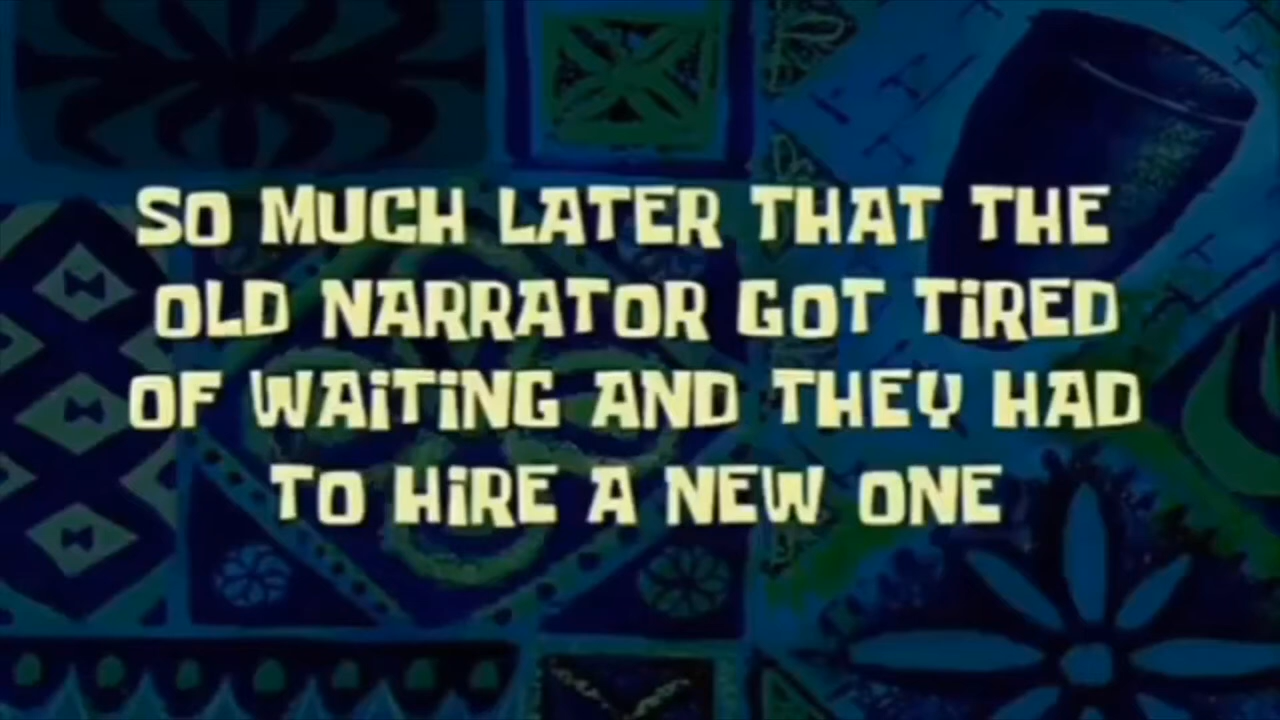 SO MUCH LATER THAT THE
OLD NARRATOR GOT TiRED
OF WAiTiNG AND THEY HAD
TO HiRE A NEW ONE